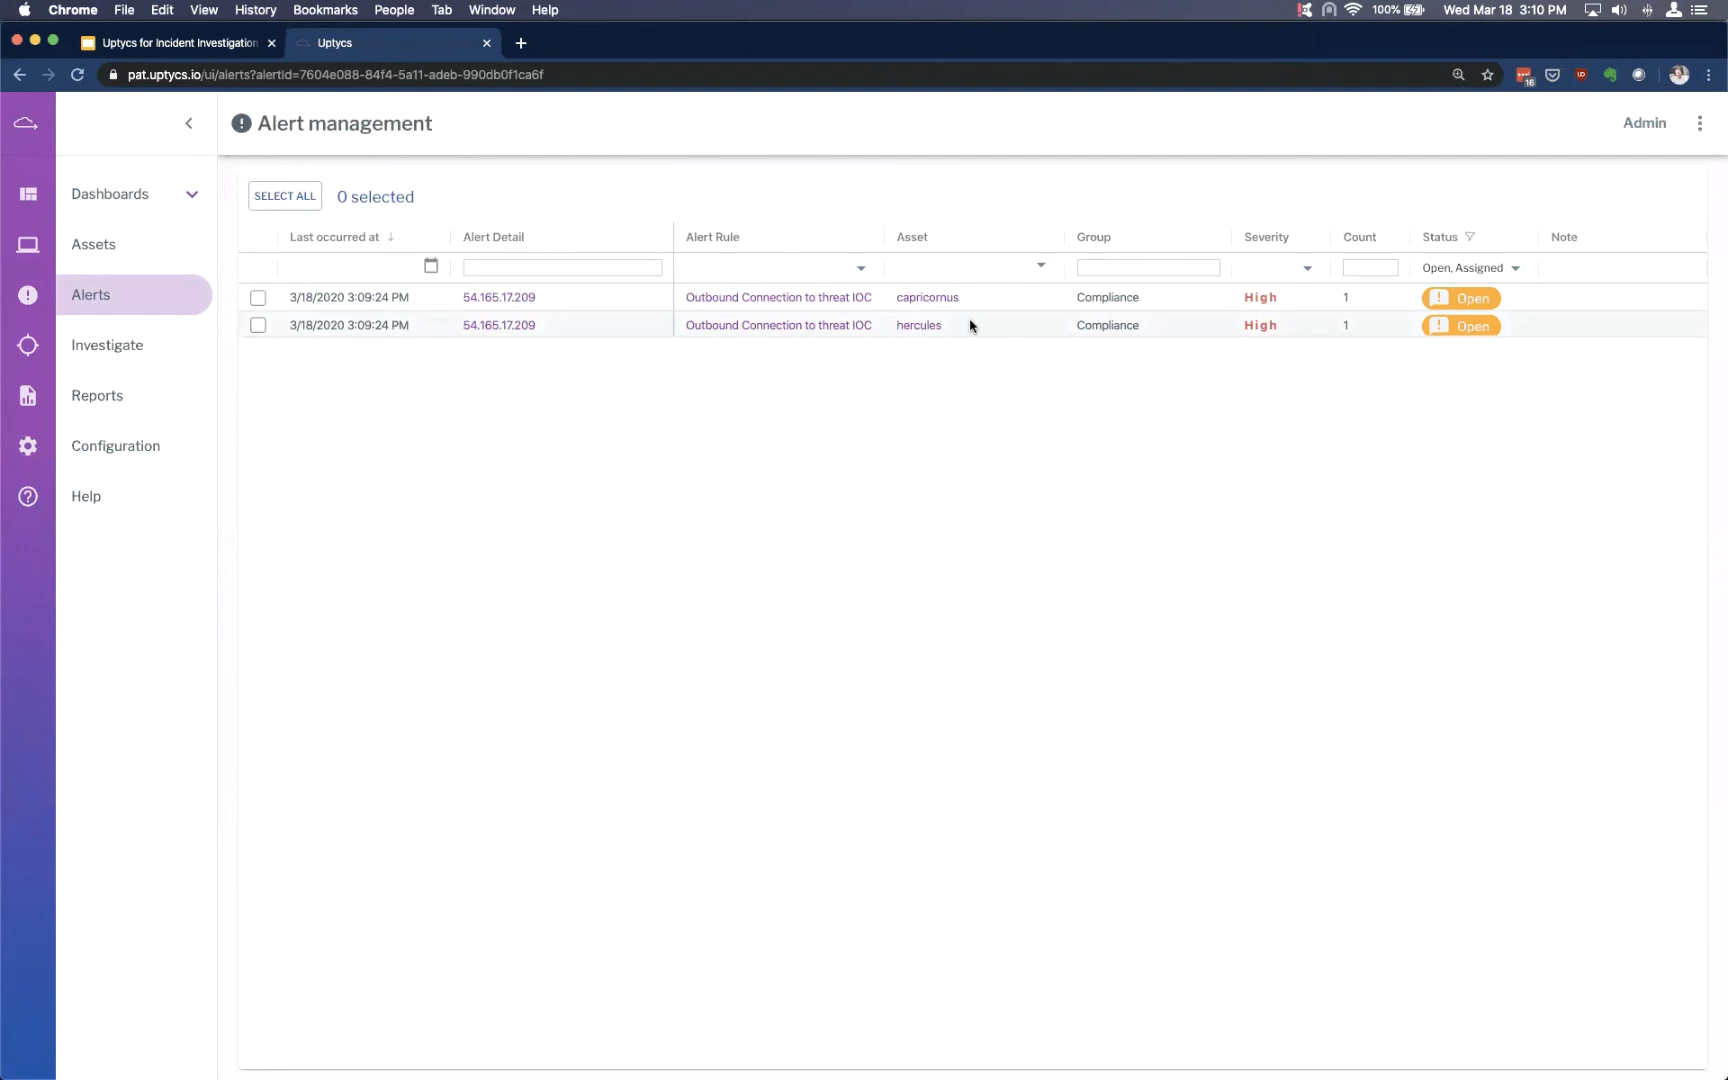 Chrome File Edit View History Bookmarks People Tab Window Help 100% Wed Mar 18 3:10 PM
Uptycs for Incident Investigation Uptycs
pat.uptycs.io/ui/alerts?alertId=7604e088-84f4-5a11-adeb-990db0f1ca6f 16
Alert management Admin
Dashboards
Assets
Alerts
Investigate
Reports
Configuration
Help
SELECT ALL 0 selected
Last occurred at Alert Detail Alert Rule Asset Group Severity Count Status Note
Open, Assigned
3/18/2020 3:09:24 PM 54.165.17.209 Outbound Connection to threat IOC capricornus Compliance High 1 Open
3/18/2020 3:09:24 PM 54.165.17.209 Outbound Connection to threat IOC hercules Compliance High 1 Open